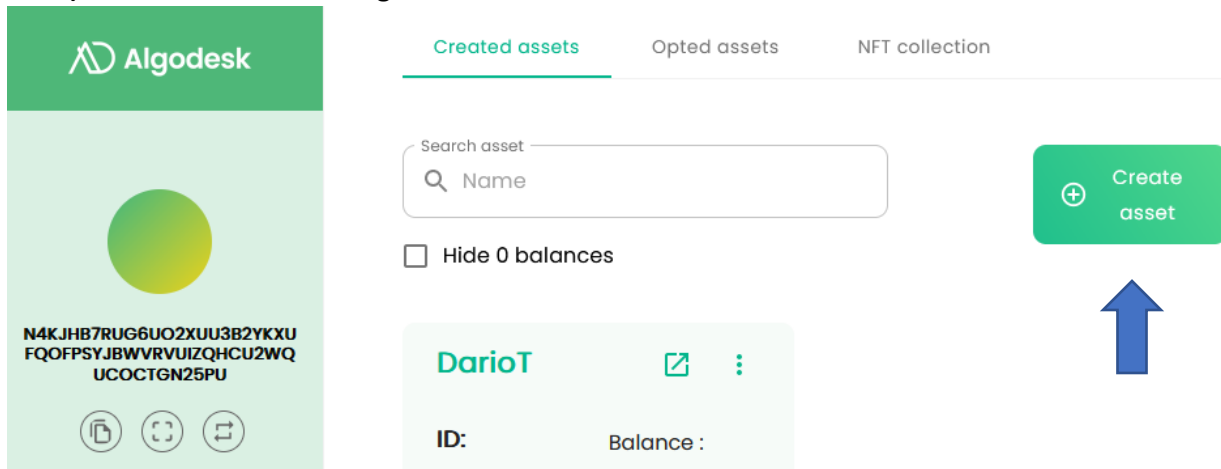 Algodesk
N4KJHB7RUG6UO2XUU3B2YKXU
FQOFPSYJBWVRVUIZQHCU2WQ
UCOCTGN25PU
Created assets
Opted assets
NFT collection
Search asset
Name
Create
asset
Hide 0 balances
DarioT
ID:
Balance :